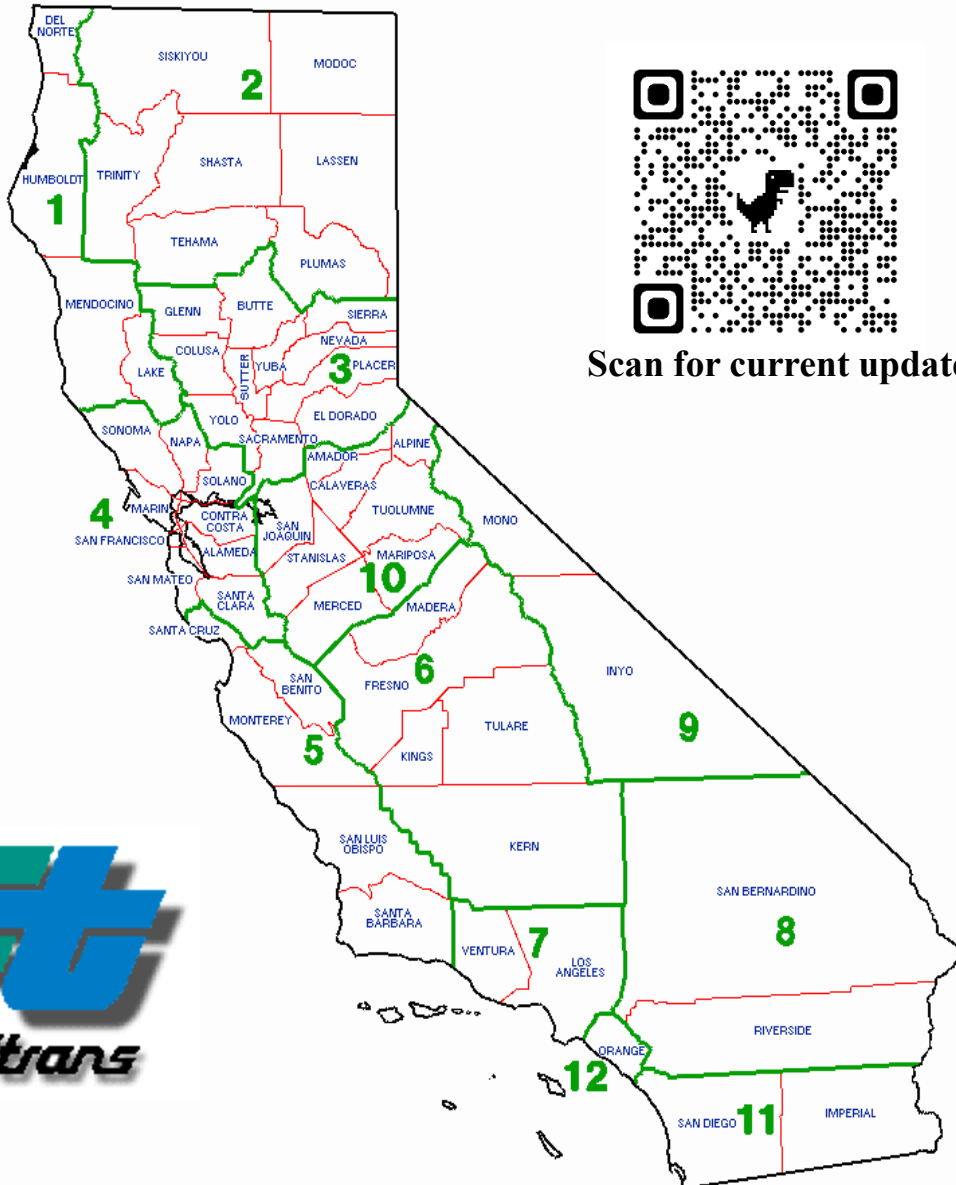 DEL
NORTE
SISKIYOU
2
MODOC
HUMBOLDT
1
TRINITY
SHASTA
LASSEN
TEHAMA
PLUMAS
MENDOCINO
GLENN
BUTTE
SIERRA
NEVADA
COLUSA
LAKE
SUTTER
YUBA
3
PLACER
Scan for current update
EL DORADO
SONOMA
NAPA
YOLO
SACRAMENTO
AMADOR
ALPINE
SOLANO
CALAVERAS
4
MARIN
CONTRA
COSTA
TUOLUMNE
MONO
SAN FRANCISCO
ALAMEDA
SAN
JOAQUIN
STANISLAS
MARIPOSA
10
SAN MATEO
SANTA
CLARA
MERCED
MADERA
SANTA CRUZ
SAN
BENITO
FRESNO
6
INYO
MONTEREY
5
KINGS
TULARE
9
SAN LUIS
OBISPO
KERN
SAN BERNARDINO
8
SANTA
BARBARA
VENTURA
7
LOS
ANGELES
RIVERSIDE
ORANGE
12
SAN DIEGO
11
IMPERIAL
ltrans